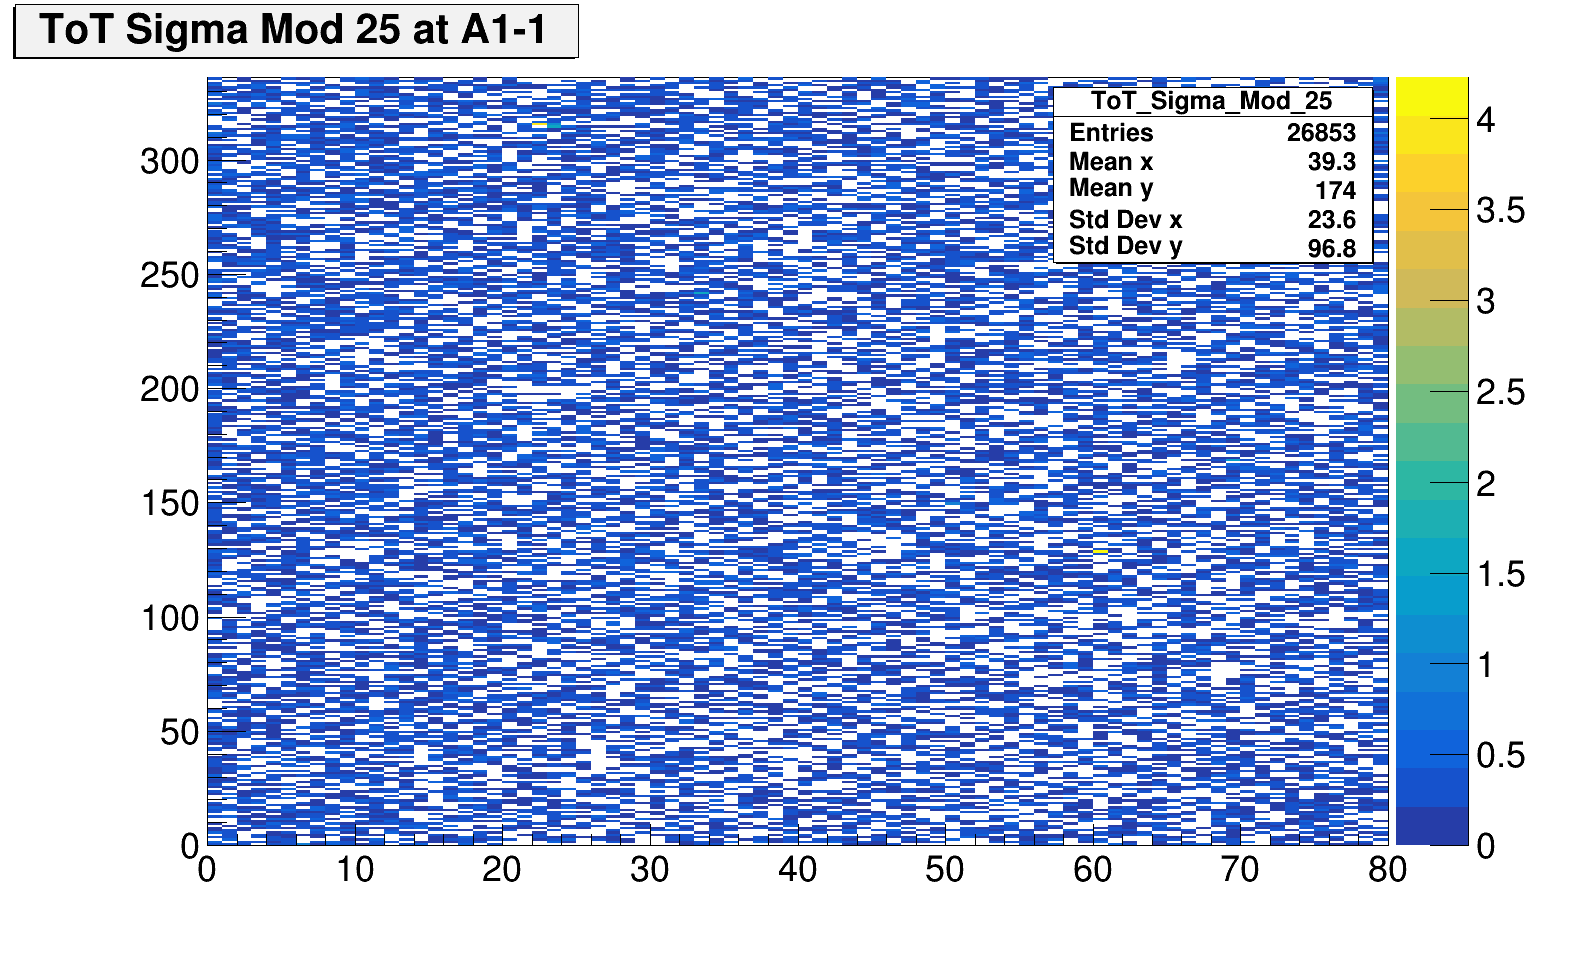 ToT Sigma Mod 25 at A1-1
ToT_Sigma_Mod_25
Entries 26853
Mean x 39.3
Mean y 174
Std Dev x 23.6
Std Dev y 96.8
300
250
200
150
100
50
0
0 10 20 30 40 50 60 70 80
4
3.5
3
2.5
2
1.5
1
0.5
0